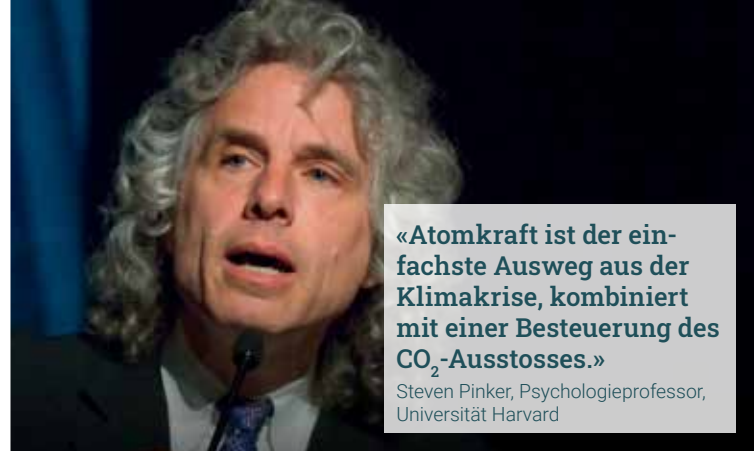 «Atomkraft ist der ein-
fachste Ausweg aus der
Klimakrise, kombiniert
mit einer Besteuerung des
CO₂-Ausstosses.»
Steven Pinker, Psychologieprofessor,
Universität Harvard